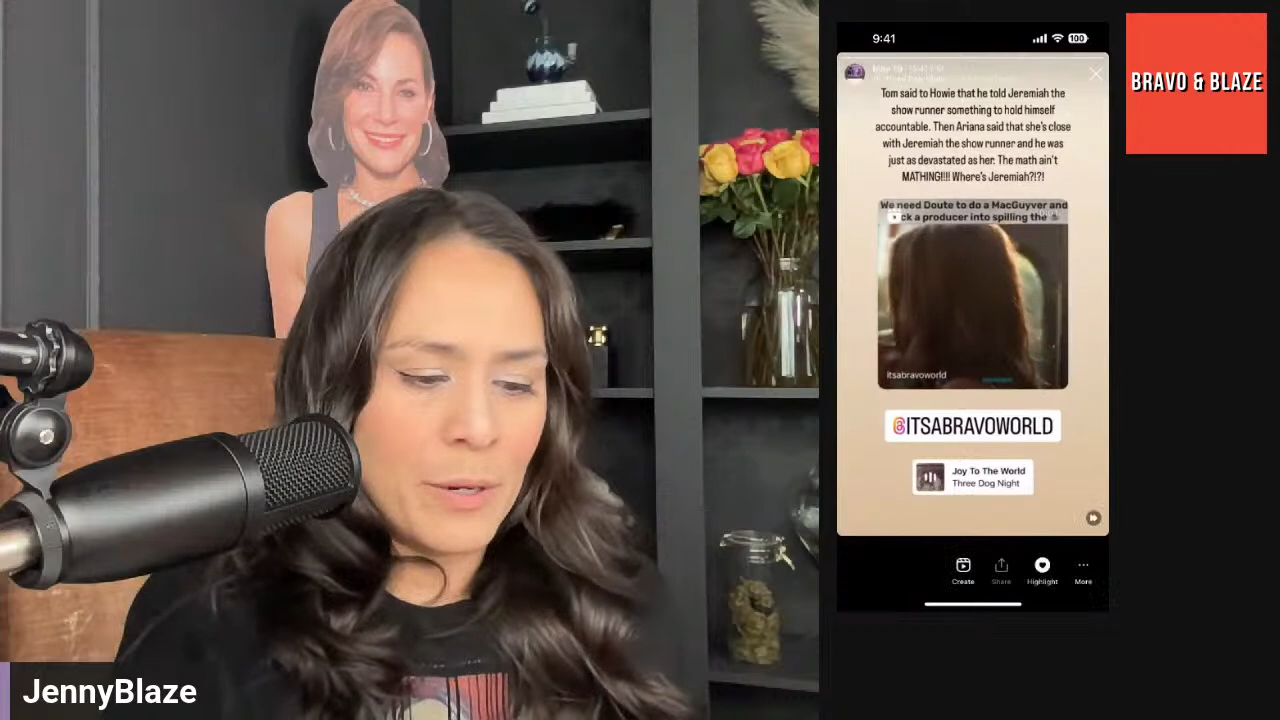 9:41
100
BRAVO & BLAZE
Tom said to Howie that he told Jeremiah the
show runner something to hold himself
accountable. Then Ariana said that she's close
with Jeremiah the show runner and he was
just as devastated as her. The math ain't
MATHING!!!! Where's Jeremiah?!?!
We need Doute to do a MacGuyver and
ck a producer into spilling the
itsabravoworld
@ITSABRAVOWORLD
Joy To The World
Three Dog Night
Create
Share
Highlight
More
JennyBlaze